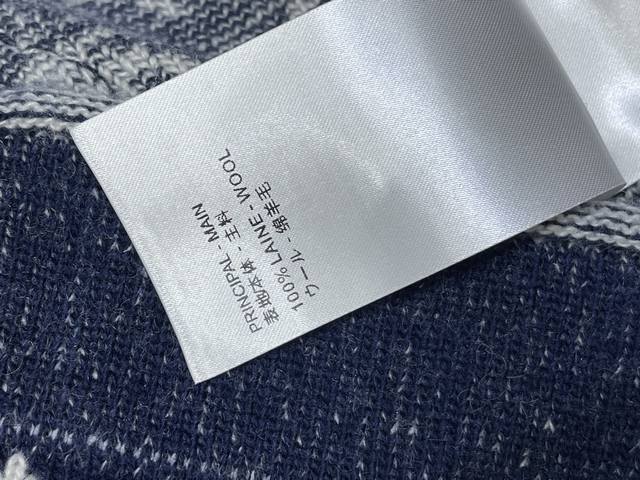 PRINCIPAL - MAIN
表地本体 - 主料
100% LAINE - WOOL
ウール - 绵羊毛